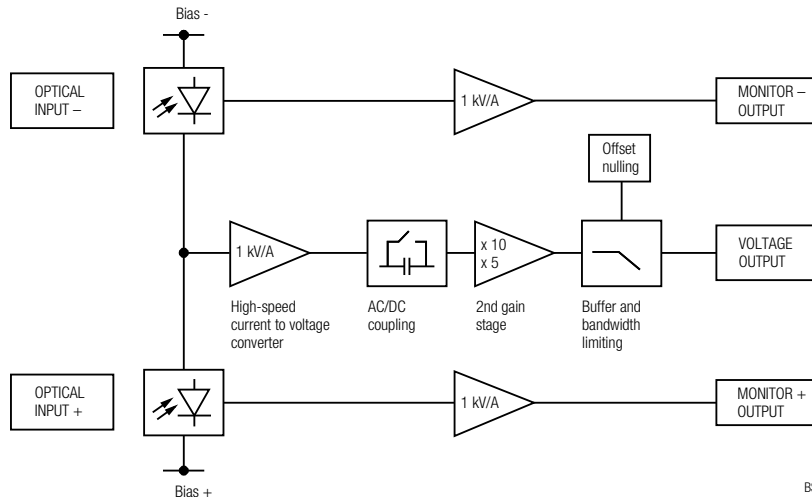 Bias -
OPTICAL
INPUT –
1 kV/A
MONITOR –
OUTPUT
Offset
nulling
1 kV/A
x 10
x 5
VOLTAGE
OUTPUT
High-speed
current to voltage
converter
AC/DC
coupling
2nd gain
stage
Buffer and
bandwidth
limiting
OPTICAL
INPUT +
1 kV/A
MONITOR +
OUTPUT
Bias +